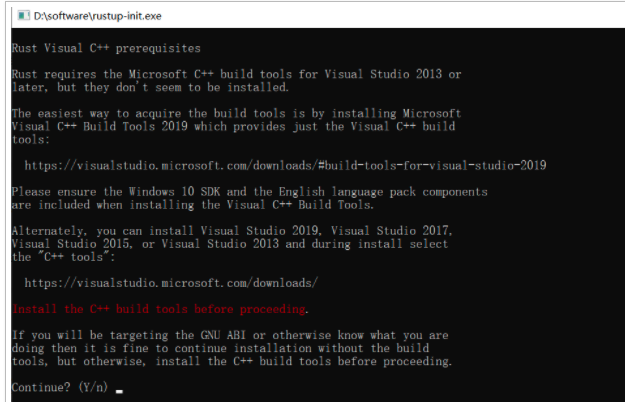 D:\software\rustup-init.exe
Rust Visual C++ prerequisites
Rust requires the Microsoft C++ build tools for Visual Studio 2013 or
later, but they don't seem to be installed.
The easiest way to acquire the build tools is by installing Microsoft
Visual C++ Build Tools 2019 which provides just the Visual C++ build
tools:
https://visualstudio.microsoft.com/downloads/#build-tools-for-visual-studio-2019
Please ensure the Windows 10 SDK and the English language pack components
are included when installing the Visual C++ Build Tools.
Alternately, you can install Visual Studio 2019, Visual Studio 2017,
Visual Studio 2015, or Visual Studio 2013 and during install select
the "C++ tools":
https://visualstudio.microsoft.com/downloads/
Install the C++ build tools before proceeding.
If you will be targeting the GNU ABI or otherwise know what you are
doing then it is fine to continue installation without the build
tools, but otherwise, install the C++ build tools before proceeding.
Continue? (Y/n)